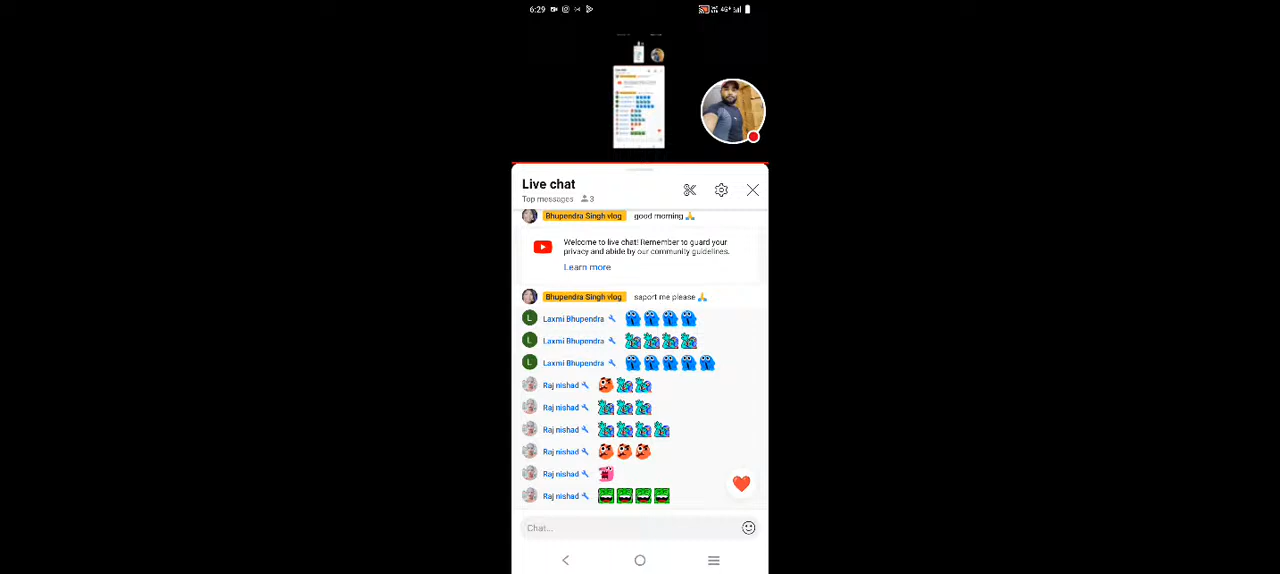 6:29
4G+
Live chat
Top messages 3
Bhupendra Singh vlog good morning 🙏
Welcome to live chat! Remember to guard your
privacy and abide by our community guidelines.
Learn more
Bhupendra Singh vlog saport me please 🙏
L Laxmi Bhupendra
L Laxmi Bhupendra
L Laxmi Bhupendra
Raj nishad
Raj nishad
Raj nishad
Raj nishad
Raj nishad
Raj nishad
Chat...